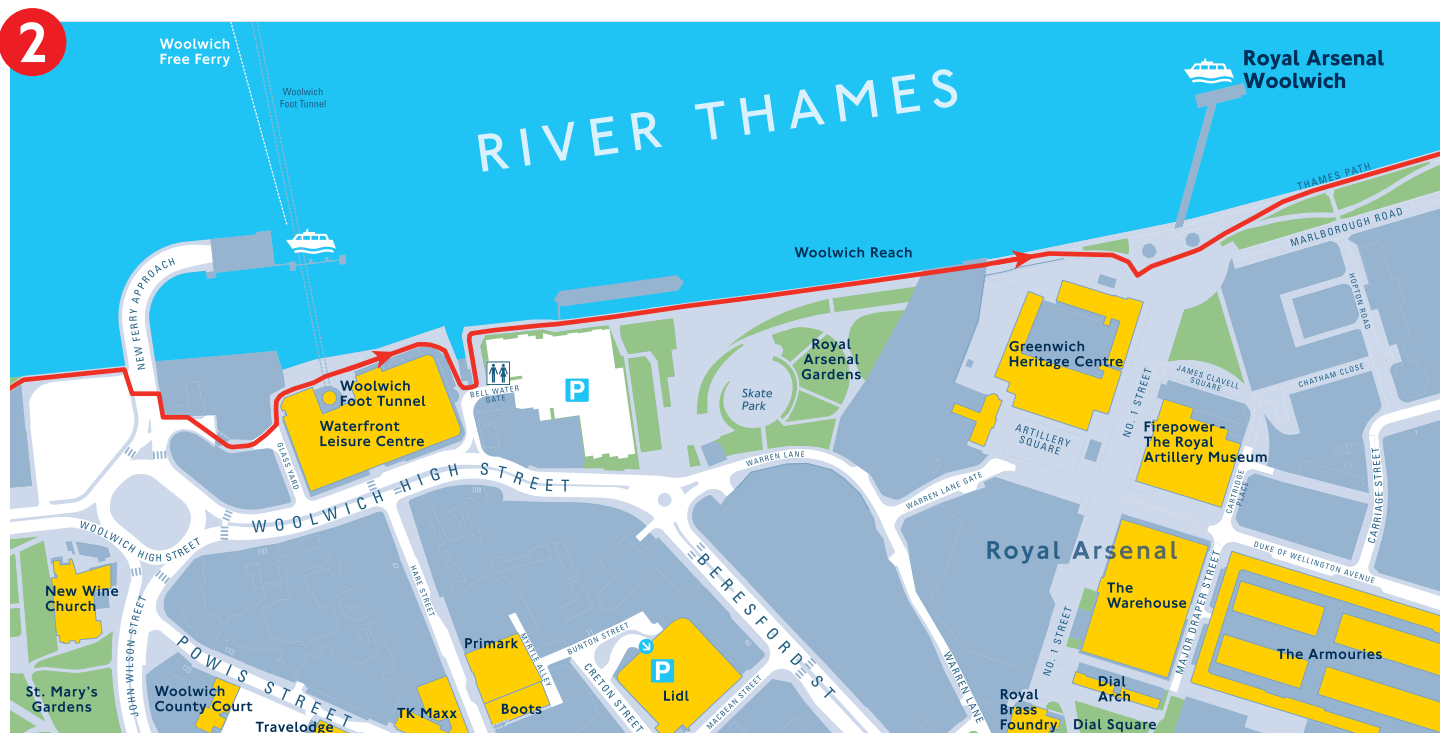 2
Woolwich
Free Ferry
Woolwich
Foot Tunnel
RIVER THAMES
Royal Arsenal
Woolwich
THAMES PATH
MARLBOROUGH ROAD
HOPTON ROAD
Woolwich Reach
NEW FERRY APPROACH
Woolwich
Foot Tunnel
Waterfront
Leisure Centre
BELL WATER
GATE
P
Skate
Park
Royal
Arsenal
Gardens
Greenwich
Heritage Centre
JAMES CLAVELL
SQUARE
CHATHAM CLOSE
NO. 1 STREET
ARTILLERY
SQUARE
Firepower -
The Royal
Artillery Museum
CARTRIDGE
PLACE
CARRIAGE STREET
GLASS YARD
WOOLWICH HIGH STREET
WARREN LANE
WARREN LANE GATE
WOOLWICH HIGH STREET
100
132
67
HARE STREET
BERESFORD ST
Royal Arsenal
DUKE OF WELLINGTON AVENUE
New Wine
Church
JOHN WILSON STREET
POWIS STREET
The
Warehouse
MAJOR DRAPER STREET
NO. 1 STREET
The Armouries
Primark
MYRTLE ALLEY
BUNTON STREET
CRETON STREET
P
Lidl
MACBEAN STREET
WARREN LANE
St. Mary's
Gardens
Woolwich
County Court
Travelodge
TK Maxx
Boots
Royal
Brass
Foundry
Dial
Arch
Dial Square